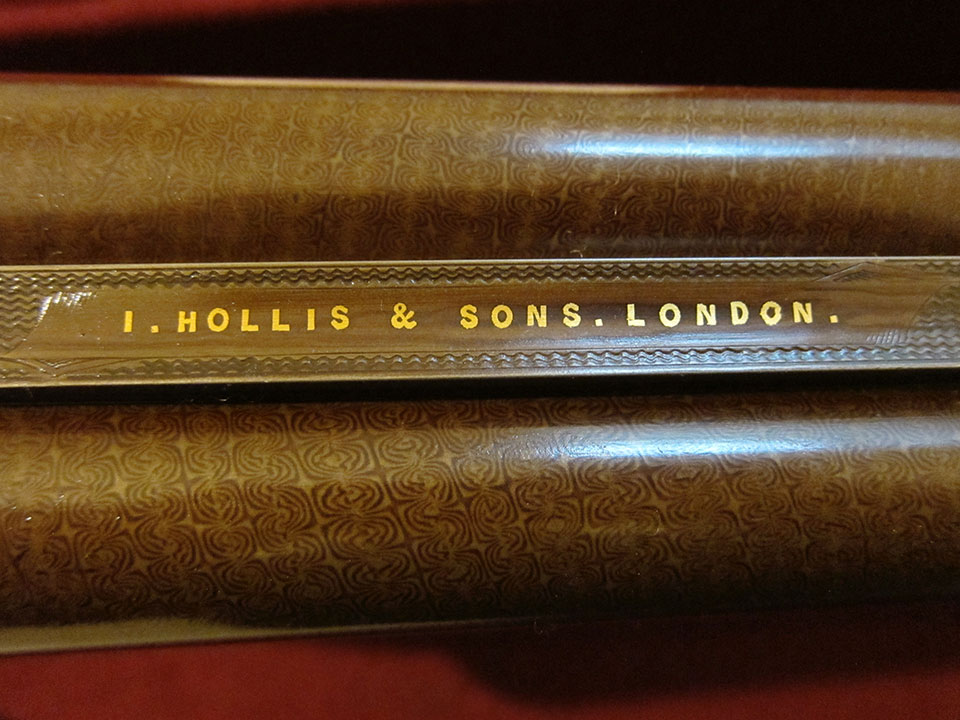 I. HOLLIS & SONS. LONDON.